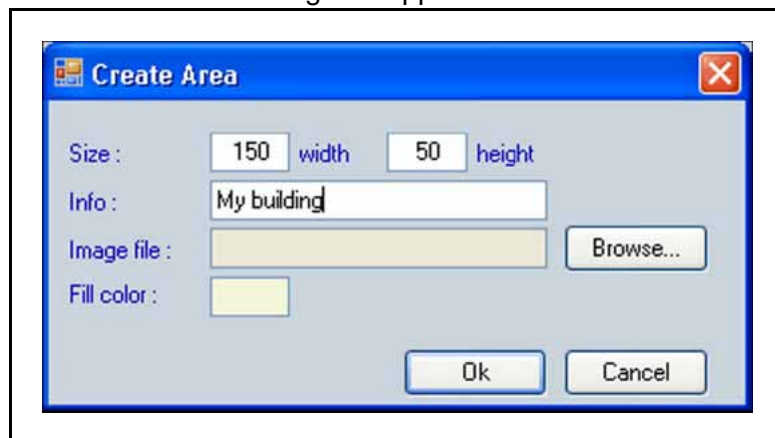 Create Area
Size : 150 width 50 height
Info : My building
Image file : Browse...
Fill color :
Ok Cancel